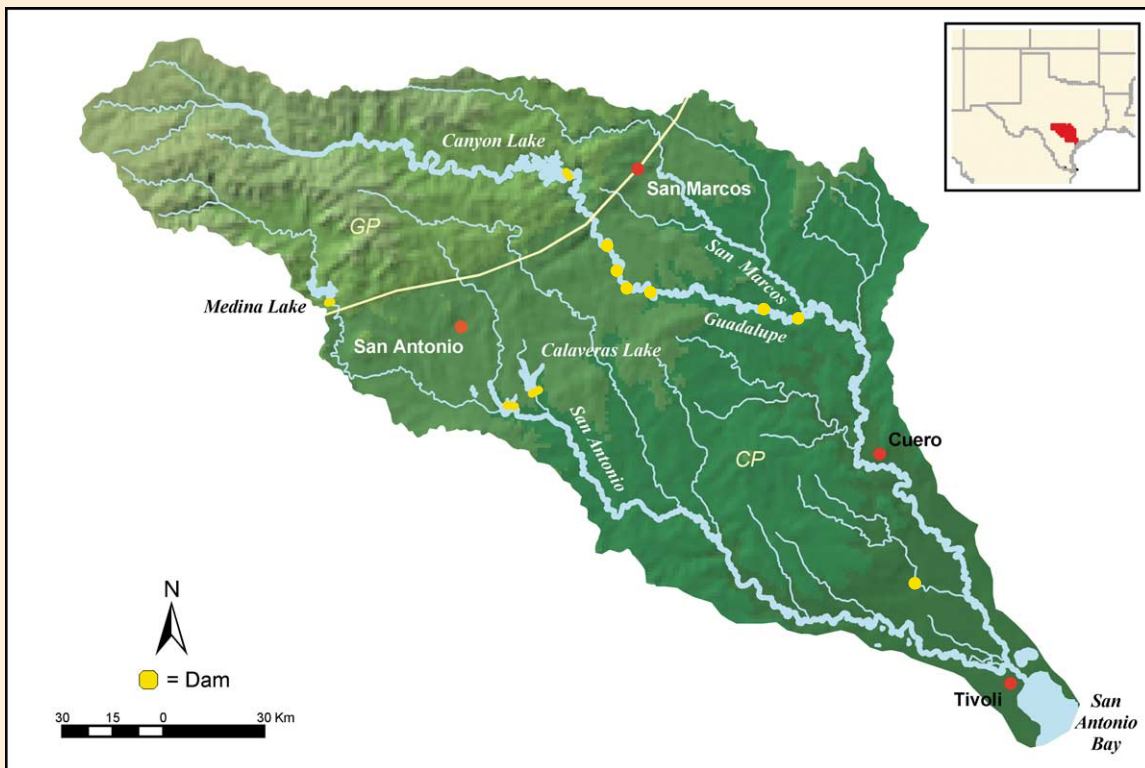 Canyon Lake
San Marcos
GP
San Marcos
Medina Lake
Guadalupe
San Antonio
Calaveras Lake
San Antonio
Cuero
CP
N
= Dam
Tivoli
30 15 0 30 Km
San
Antonio
Bay